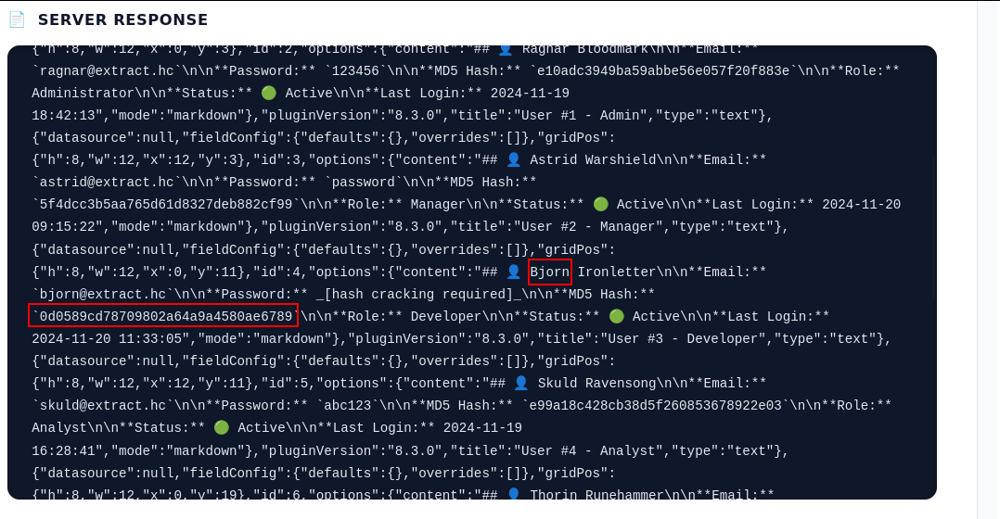 📄 SERVER RESPONSE
{"h":8,"w":12,"x":0,"y":3},"id":2,"options":{"content":"## 👤 Ragnar Bloodmark\n\n**Email:**
`ragnar@extract.hc`\n\n**Password:** `123456`\n\n**MD5 Hash:** `e10adc3949ba59abbe56e057f20f883e`\n\n**Role:**
Administrator\n\n**Status:** 🟢 Active\n\n**Last Login:** 2024-11-19
18:42:13","mode":"markdown"},"pluginVersion":"8.3.0","title":"User #1 - Admin","type":"text"},
{"datasource":null,"fieldConfig":{"defaults":{},"overrides":[]},"gridPos":
{"h":8,"w":12,"x":12,"y":3},"id":3,"options":{"content":"## 👤 Astrid Warshield\n\n**Email:**
`astrid@extract.hc`\n\n**Password:** `password`\n\n**MD5 Hash:**
`5f4dcc3b5aa765d61d8327deb882cf99`\n\n**Role:** Manager\n\n**Status:** 🟢 Active\n\n**Last Login:** 2024-11-20
09:15:22","mode":"markdown"},"pluginVersion":"8.3.0","title":"User #2 - Manager","type":"text"},
{"datasource":null,"fieldConfig":{"defaults":{},"overrides":[]},"gridPos":
{"h":8,"w":12,"x":0,"y":11},"id":4,"options":{"content":"## 👤 Bjorn Ironletter\n\n**Email:**
`bjorn@extract.hc`\n\n**Password:** _[hash cracking required]_\n\n**MD5 Hash:**
`0d0589cd78709802a64a9a4580ae6789`\n\n**Role:** Developer\n\n**Status:** 🟢 Active\n\n**Last Login:**
2024-11-20 11:33:05","mode":"markdown"},"pluginVersion":"8.3.0","title":"User #3 - Developer","type":"text"},
{"datasource":null,"fieldConfig":{"defaults":{},"overrides":[]},"gridPos":
{"h":8,"w":12,"x":12,"y":11},"id":5,"options":{"content":"## 👤 Skuld Ravensong\n\n**Email:**
`skuld@extract.hc`\n\n**Password:** `abc123`\n\n**MD5 Hash:** `e99a18c428cb38d5f260853678922e03`\n\n**Role:**
Analyst\n\n**Status:** 🟢 Active\n\n**Last Login:** 2024-11-19
16:28:41","mode":"markdown"},"pluginVersion":"8.3.0","title":"User #4 - Analyst","type":"text"},
{"datasource":null,"fieldConfig":{"defaults":{},"overrides":[]},"gridPos":
{"h":8,"w":12,"x":0,"y":19},"id":6,"options":{"content":"## 👤 Thorin Runehammer\n\n**Email:**